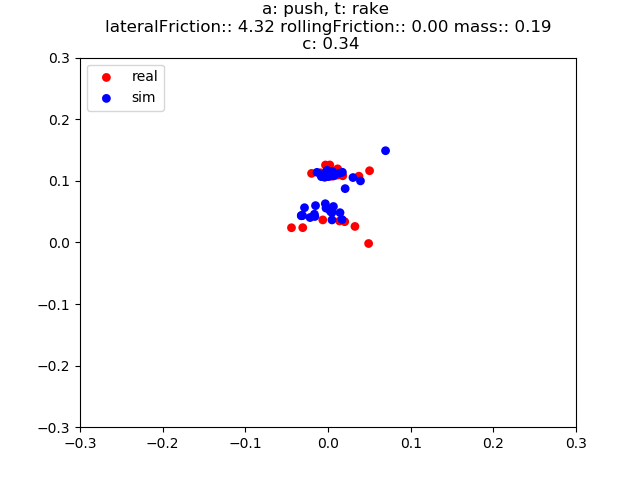 a: push, t: rake
lateralFriction:: 4.32 rollingFriction:: 0.00 mass:: 0.19
c: 0.34
real
sim
0.3
0.2
0.1
0.0
−0.1
−0.2
−0.3
−0.3 −0.2 −0.1 0.0 0.1 0.2 0.3